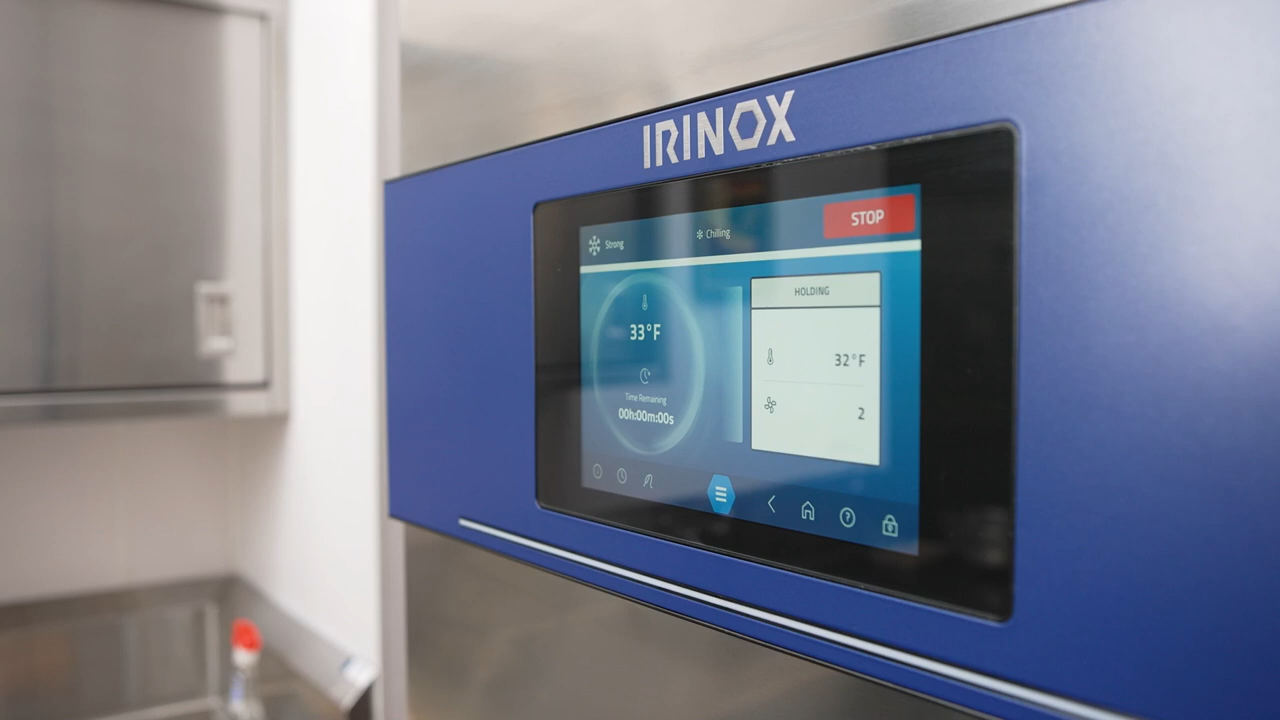 IRINOX
Strong
Chilling
STOP
33°F
Time Remaining
00h:00m:00s
HOLDING
32°F
2